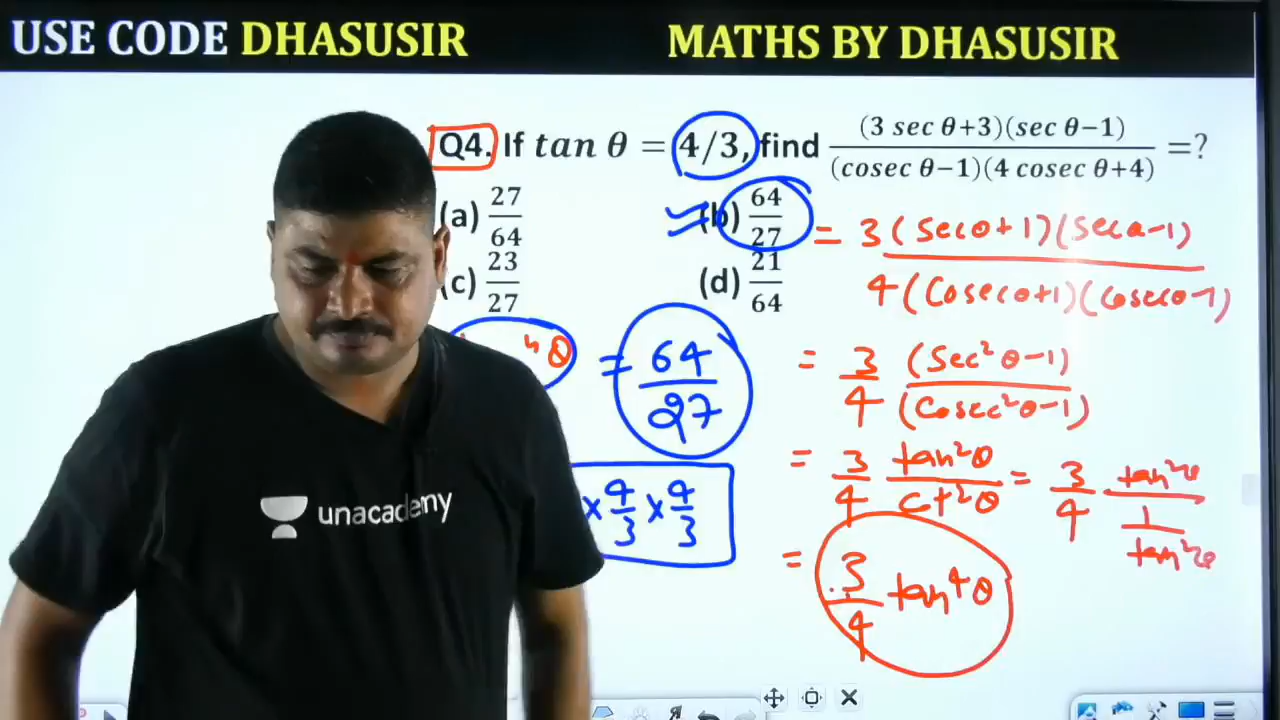 USE CODE DHASUSIR
MATHS BY DHASUSIR
Q4. If tan θ = 4/3, find (3 sec θ+3)(sec θ−1) / (cosec θ−1)(4 cosec θ+4) =?
(a) 27/64
(b) 64/27
(c) 23/27
(d) 21/64
= 3(secθ+1)(secθ-1) / 4(cosecθ+1)(cosecθ-1)
= 3/4 (sec²θ-1) / (cosec²θ-1)
= 3/4 tan²θ / ct²θ = 3/4 tan²θ / 1/tan²θ
= 3/4 tan⁴θ
⁴θ = 64/27
× 4/3 × 4/3
unacademy